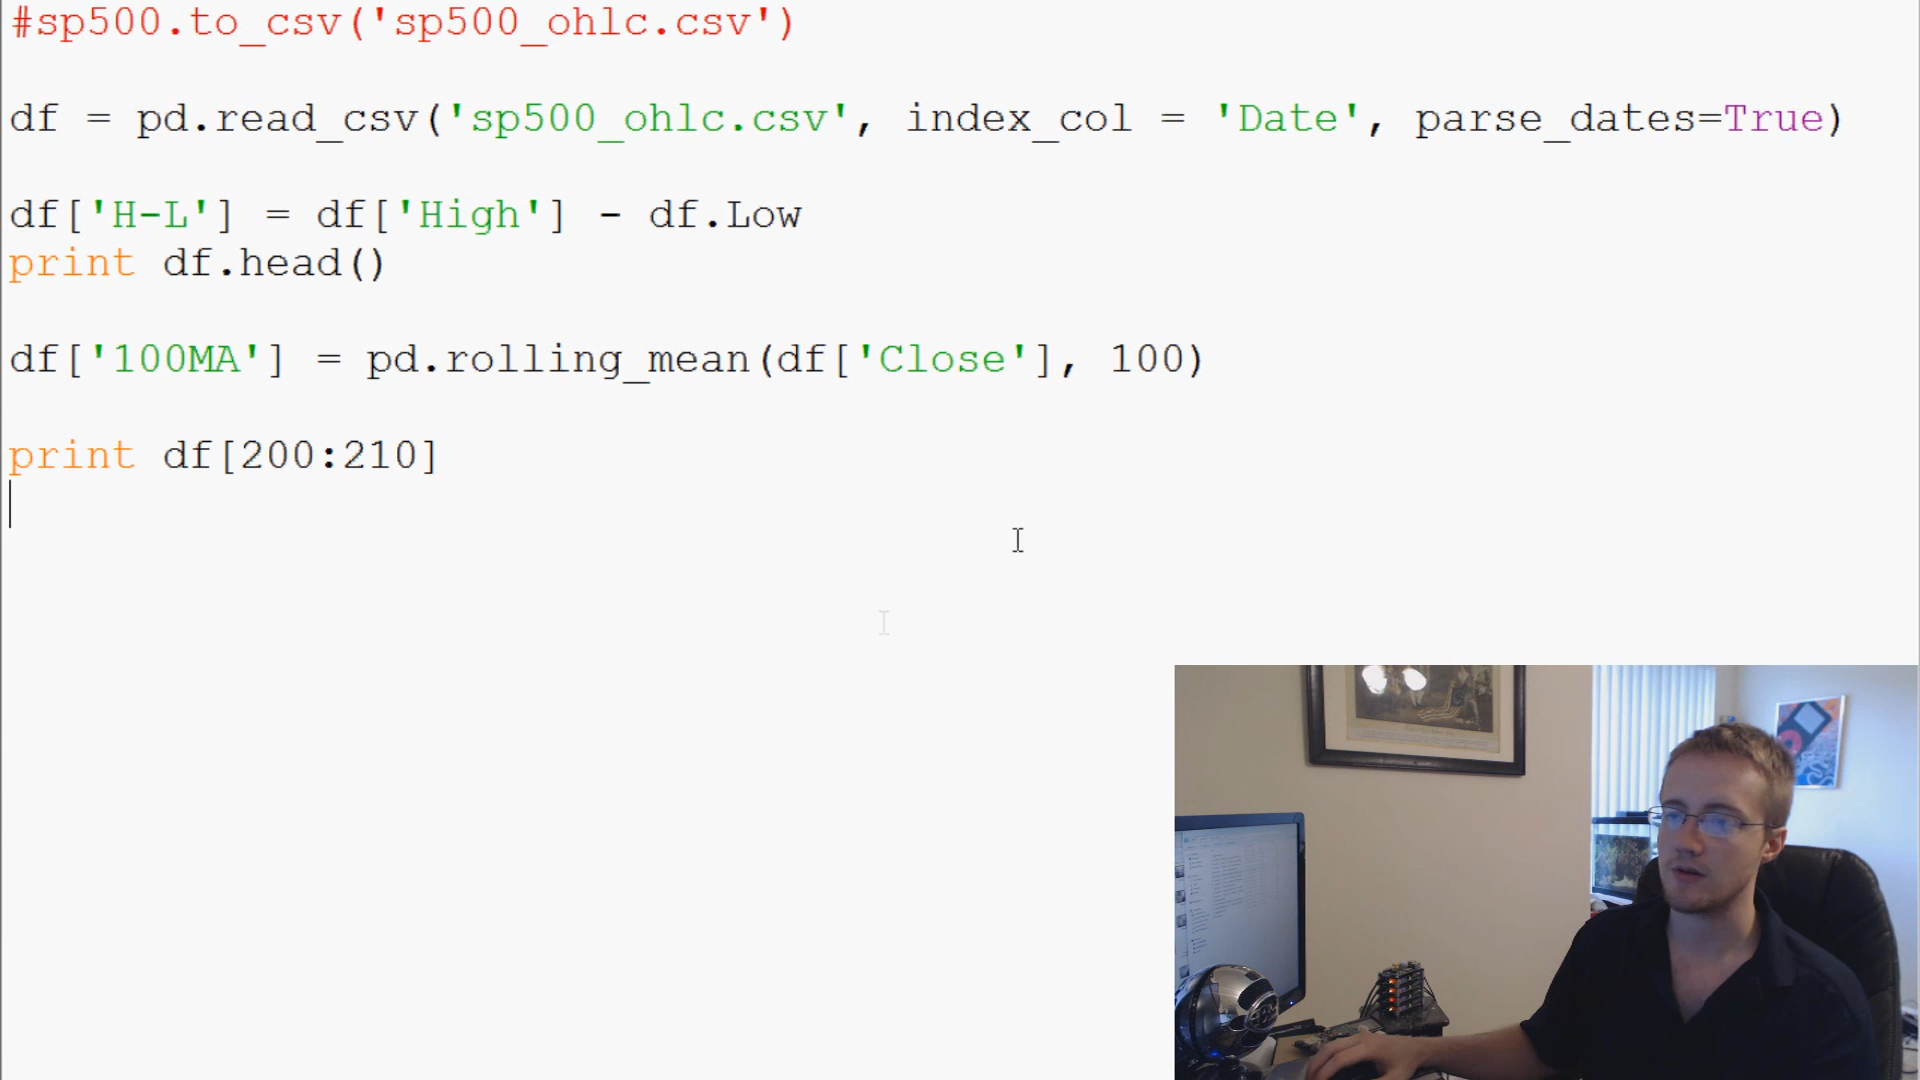 #sp500.to_csv('sp500_ohlc.csv')
df = pd.read_csv('sp500_ohlc.csv', index_col = 'Date', parse_dates=True)
df['H-L'] = df['High'] - df.Low
print df.head()
df['100MA'] = pd.rolling_mean(df['Close'], 100)
print df[200:210]